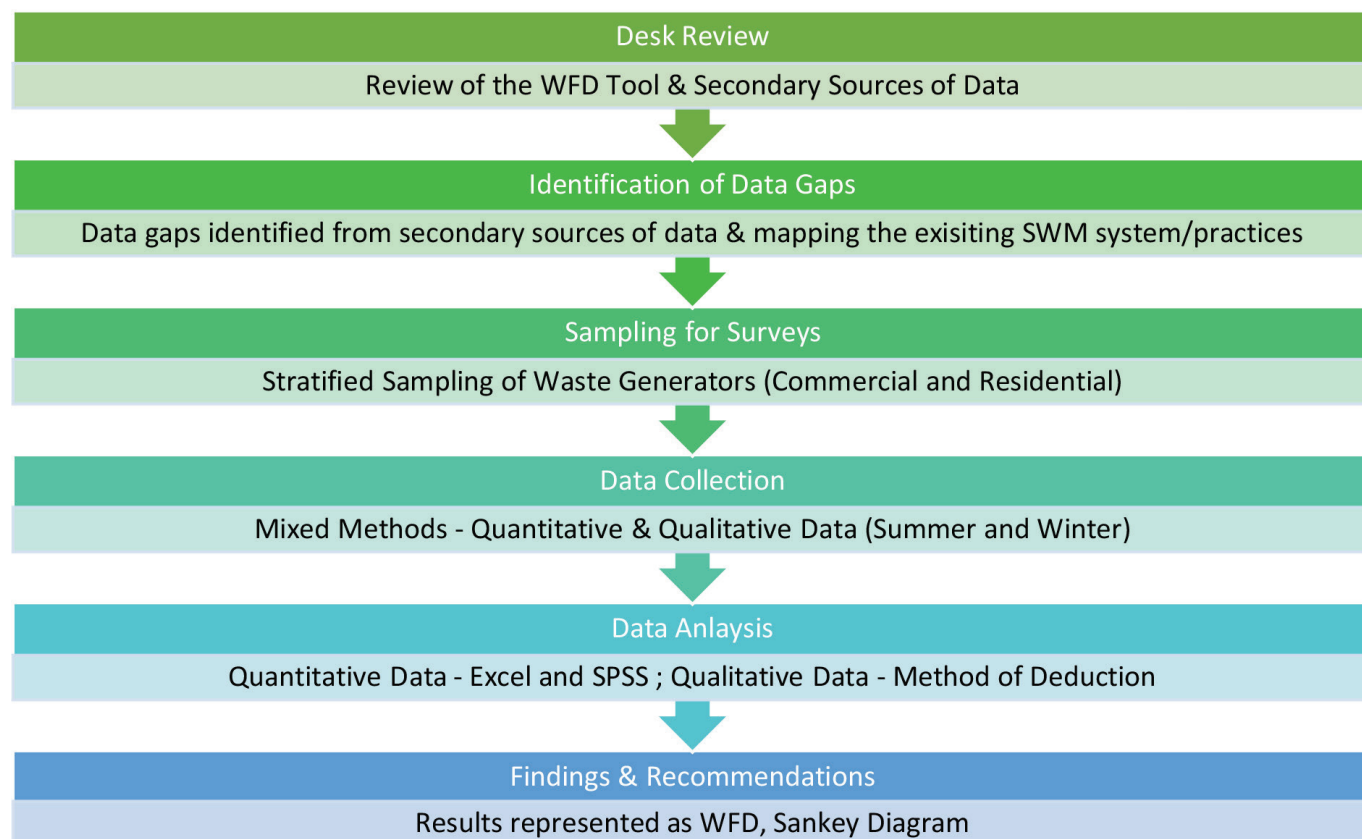 Desk Review
Review of the WFD Tool & Secondary Sources of Data
Identification of Data Gaps
Data gaps identified from secondary sources of data & mapping the exisiting SWM system/practices
Sampling for Surveys
Stratified Sampling of Waste Generators (Commercial and Residential)
Data Collection
Mixed Methods - Quantitative & Qualitative Data (Summer and Winter)
Data Anlaysis
Quantitative Data - Excel and SPSS ; Qualitative Data - Method of Deduction
Findings & Recommendations
Results represented as WFD, Sankey Diagram